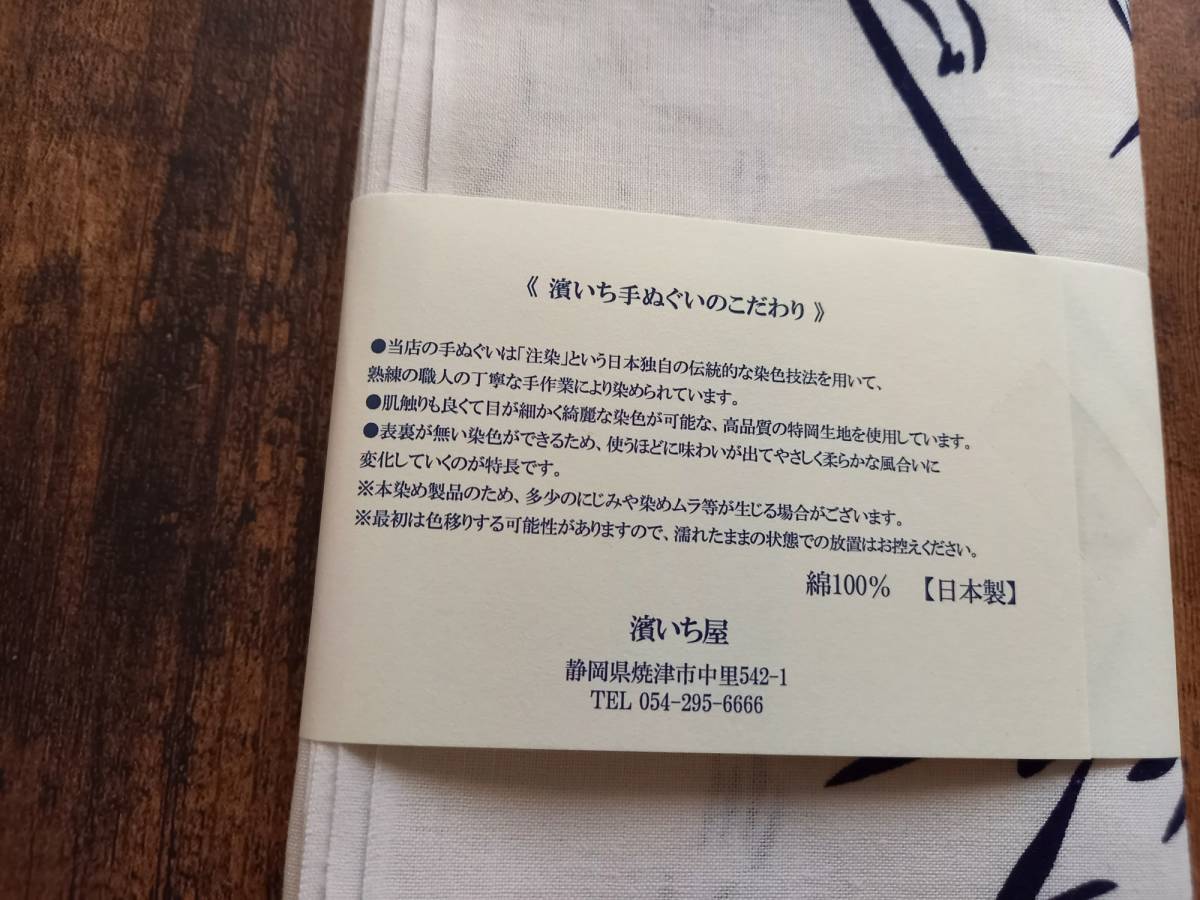 《 濱いち手ぬぐいのこだわり 》
●当店の手ぬぐいは「注染」という日本独自の伝統的な染色技法を用いて、
熟練の職人の丁寧な手作業により染められています。
●肌触りも良くて目が細かく綺麗な染色が可能な、高品質の特岡生地を使用しています。
●表裏が無い染色ができるため、使うほどに味わいが出てやさしく柔らかな風合いに
変化していくのが特長です。
※本染め製品のため、多少のにじみや染めムラ等が生じる場合がございます。
※最初は色移りする可能性がありますので、濡れたままの状態での放置はお控えください。
綿100% 【日本製】
濱いち屋
静岡県焼津市中里542-1
TEL 054-295-6666